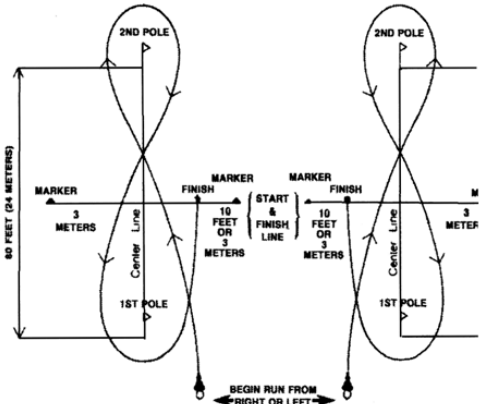 2ND POLE
2ND POLE
80 FEET (24 METERS)
MARKER
3
METERS
FINISH
MARKER
10
FEET
OR
3
METERS
START
&
FINISH
LINE
MARKER
10
FEET
OR
3
METERS
FINISH
M
3
METER
Center Line
Center Line
1ST POLE
1ST POLE
BEGIN RUN FROM
RIGHT OR LEFT